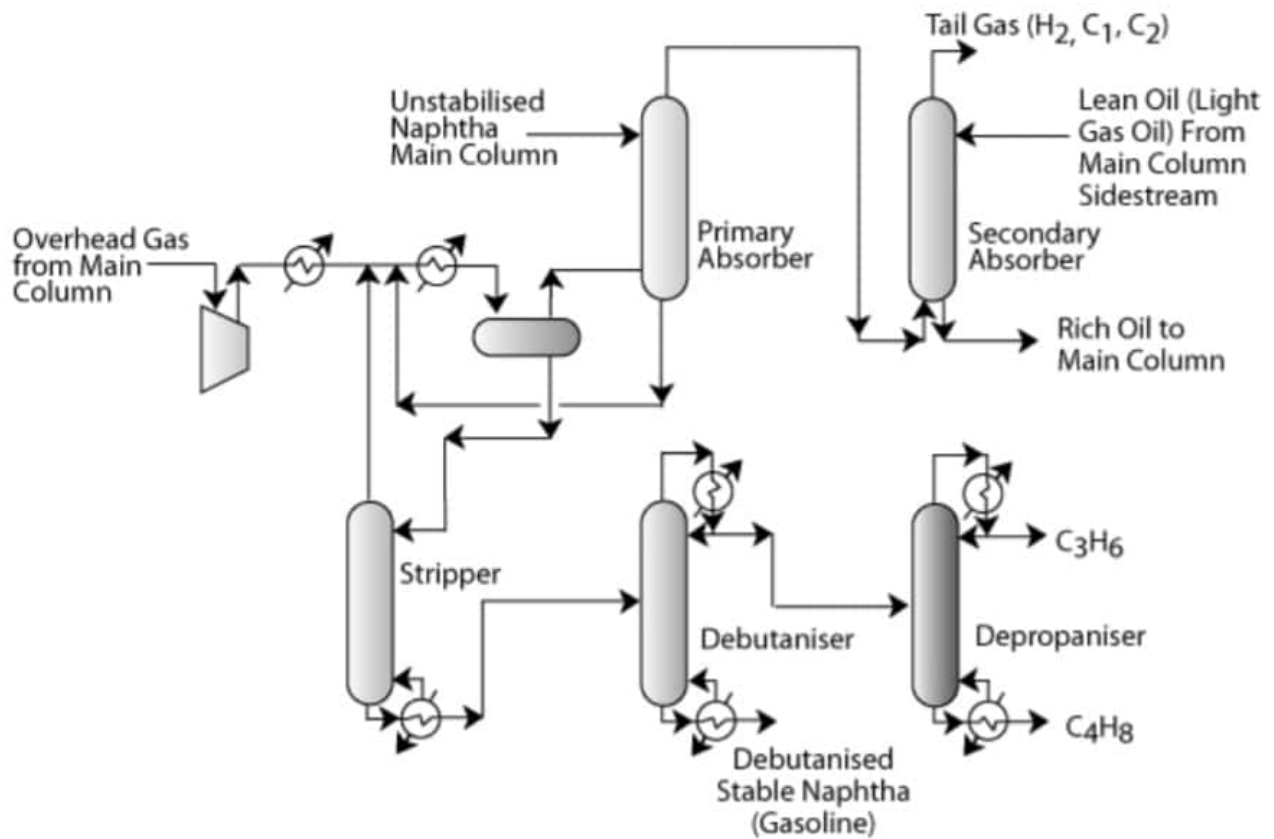 Tail Gas (H2, C1, C2)
Unstabilised
Naphtha
Main Column
Lean Oil (Light
Gas Oil) From
Main Column
Sidestream
Overhead Gas
from Main
Column
Primary
Absorber
Secondary
Absorber
Rich Oil to
Main Column
Stripper
Debutaniser
Depropaniser
C3H6
C4H8
Debutanised
Stable Naphtha
(Gasoline)